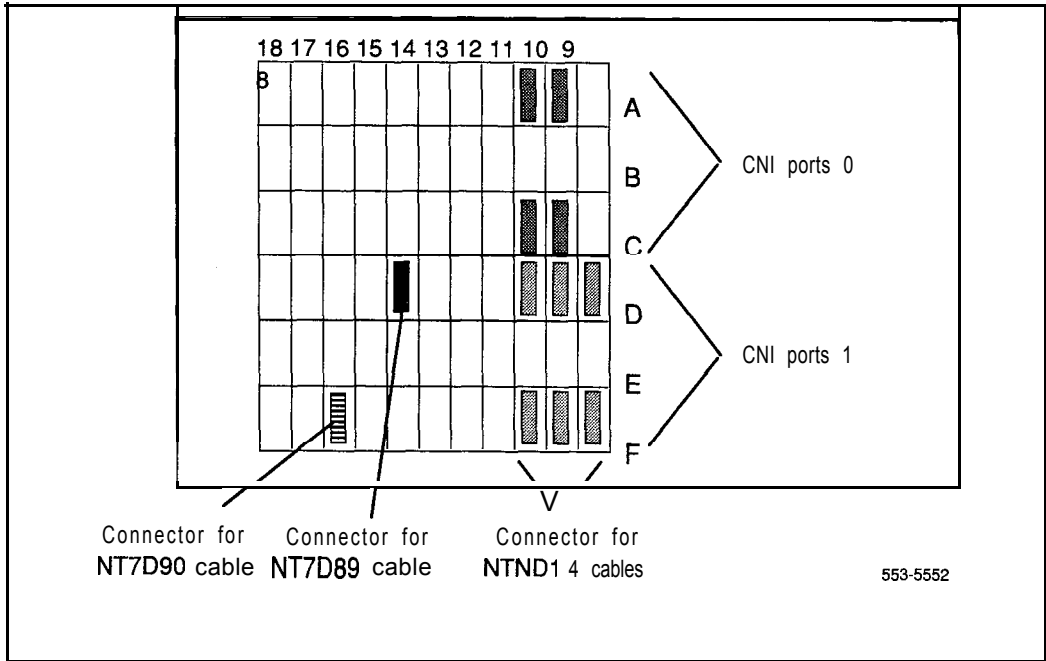 18 17 16 15 14 13 12 11 10 9
8
A
CNI ports 0
B
C
D
CNI ports 1
E
F
V
Connector for
NT7D90 cable
Connector for
NT7D89 cable
Connector for
NTND1 4 cables
553-5552